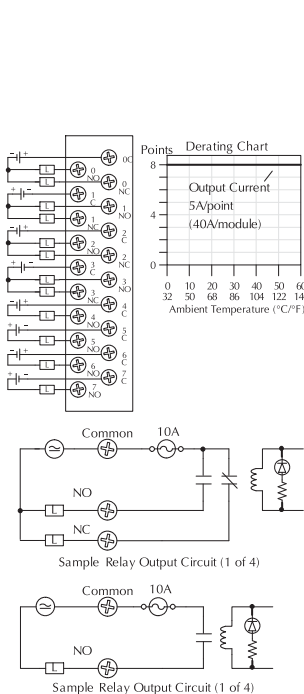 Points Derating Chart
8
4
0
Output Current
5A/point
(40A/module)
0 10 20 30 40 50 60
32 50 68 86 104 122 14
Ambient Temperature (°C/°F)
0C
0
NO
0
NC
1
C
1
NO
1
NC
2
C
2
NO
2
NC
3
C
3
NO
3
NC
4
C
4
NO
5
C
5
NO
6
C
6
NO
7
C
7
NO
L
L
L
L
L
L
L
L
L
L
L
L
Common 10A
NO
L
NC
L
Sample Relay Output Circuit (1 of 4)
Common 10A
NO
L
Sample Relay Output Circuit (1 of 4)